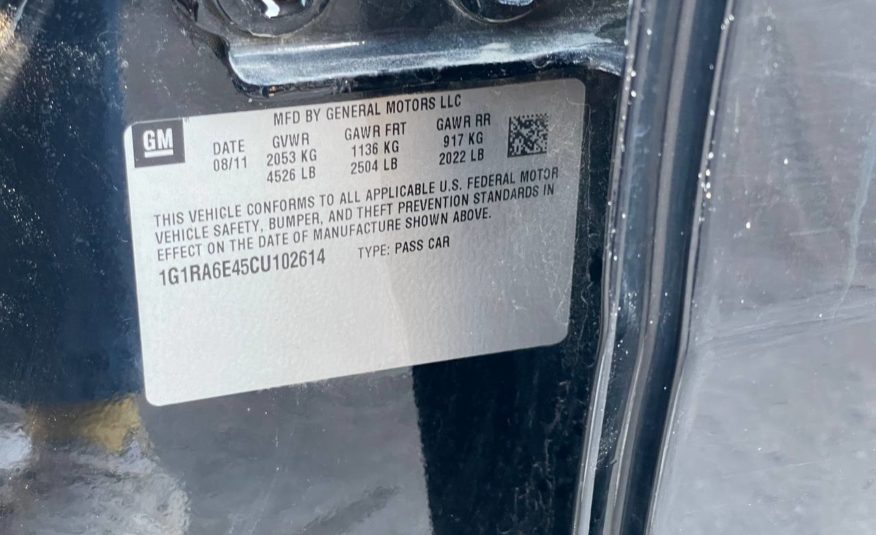 MFD BY GENERAL MOTORS LLC
GM
DATE GVWR GAWR FRT GAWR RR
08/11 2053 KG 1136 KG 917 KG
4526 LB 2504 LB 2022 LB
THIS VEHICLE CONFORMS TO ALL APPLICABLE U.S. FEDERAL MOTOR
VEHICLE SAFETY, BUMPER, AND THEFT PREVENTION STANDARDS IN
EFFECT ON THE DATE OF MANUFACTURE SHOWN ABOVE.
1G1RA6E45CU102614 TYPE: PASS CAR